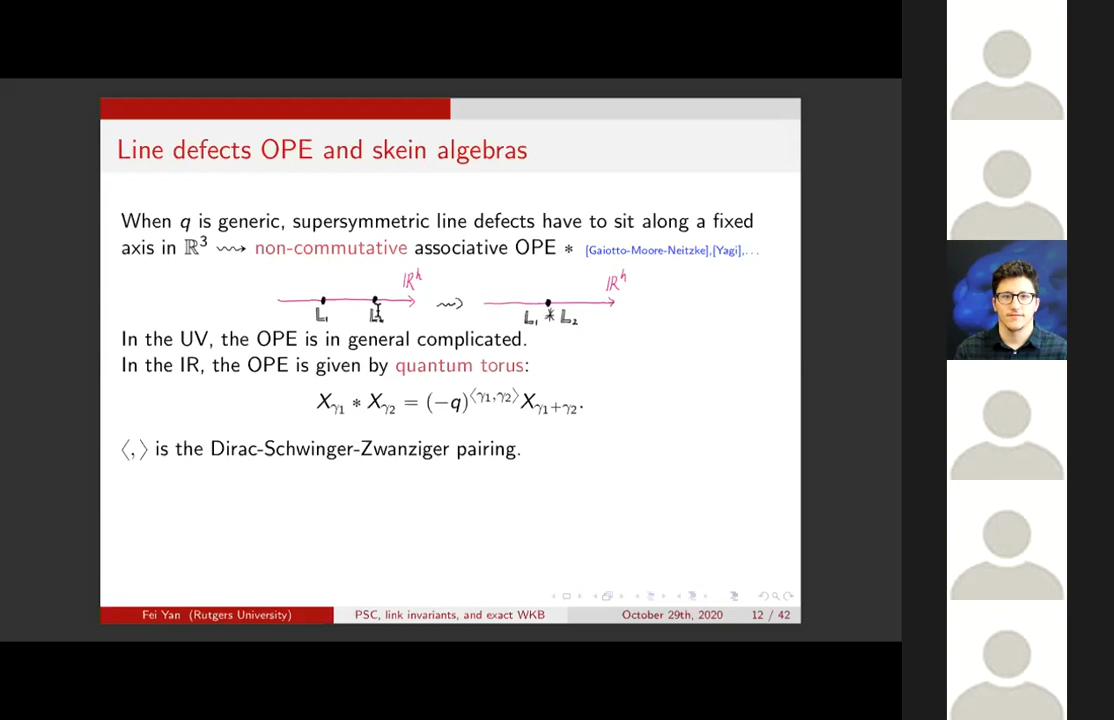 Line defects OPE and skein algebras
When q is generic, supersymmetric line defects have to sit along a fixed
axis in ℝ³ ⇝ non-commutative associative OPE * [Gaiotto-Moore-Neitzke],[Yagi],...
ℝʰ ℝʰ
L₁ L₁ * L₂
In the UV, the OPE is in general complicated.
In the IR, the OPE is given by quantum torus:
X_γ₁ * X_γ₂ = (−q)^⟨γ₁,γ₂⟩ X_γ₁+γ₂.
⟨,⟩ is the Dirac-Schwinger-Zwanziger pairing.
Fei Yan (Rutgers University) PSC, link invariants, and exact WKB October 29th, 2020 12 / 42